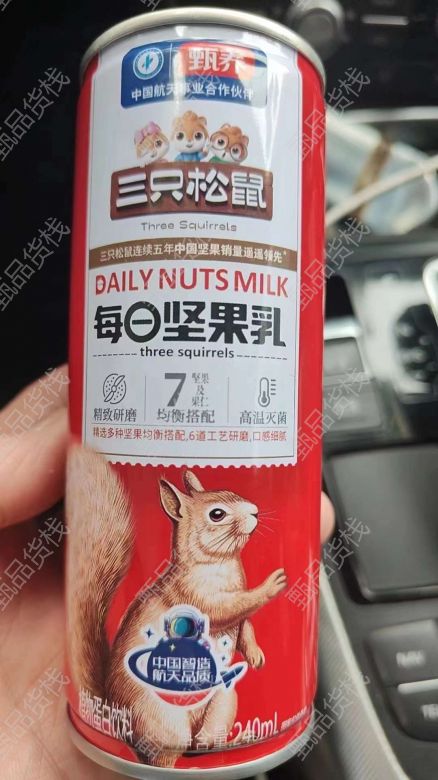 甄养
中国航天事业合作伙伴
三只松鼠
Three Squirrels
三只松鼠连续五年中国坚果销量遥遥领先*
DAILY NUTS MILK
每日坚果乳
three squirrels
精致研磨
7坚果及果仁
均衡搭配
高温灭菌
精选多种坚果均衡搭配,6道工艺研磨,口感细腻
中国智造
航天品质
植物蛋白饮料
净含量:240mL
甄品货栈